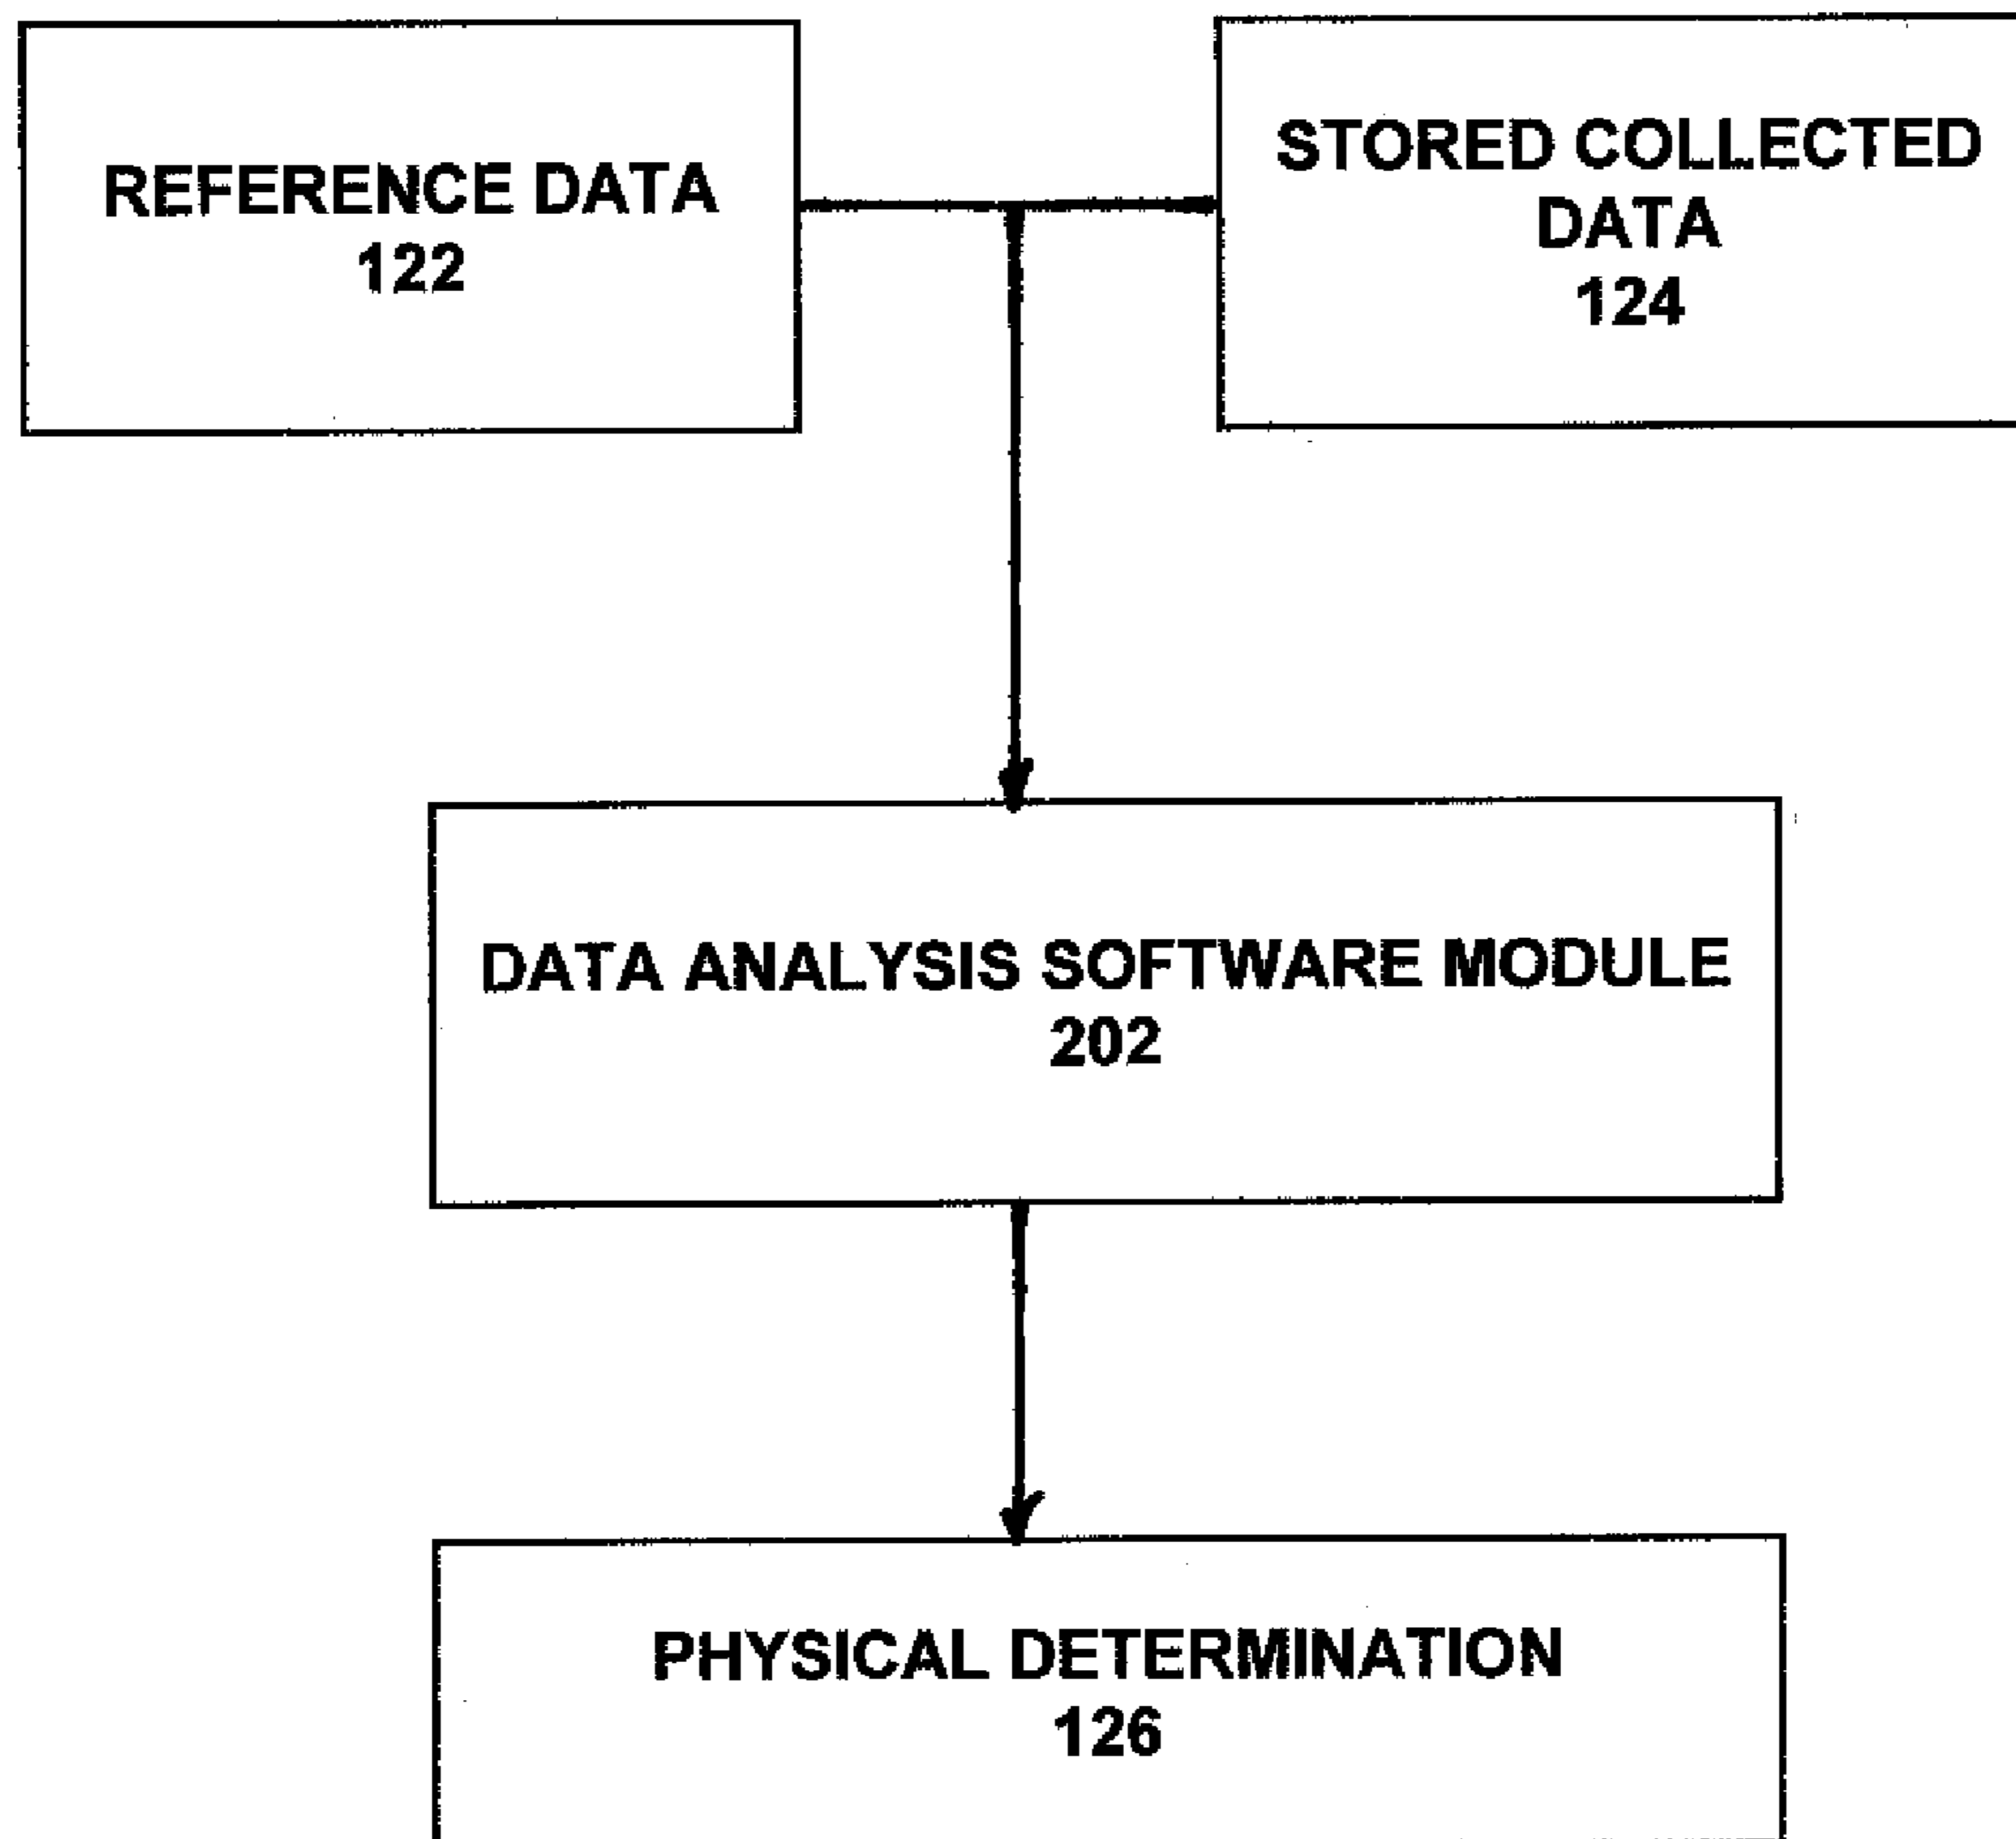 REFERENCE DATA
122
STORED COLLECTED
DATA
124
DATA ANALYSIS SOFTWARE MODULE
202
PHYSICAL DETERMINATION
126